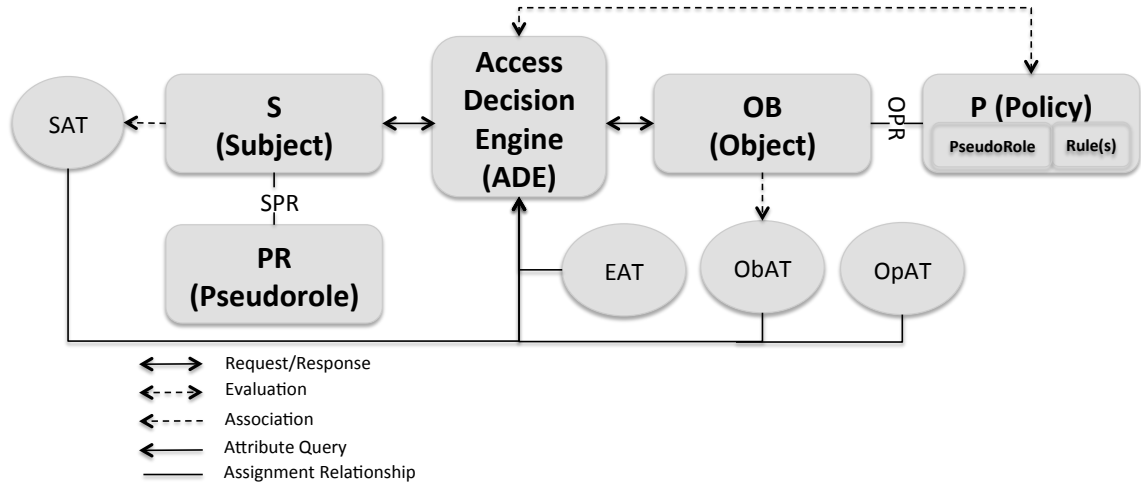 SAT
S
(Subject)
SPR
PR
(Pseudorole)
Access
Decision
Engine
(ADE)
OB
(Object)
OPR
P (Policy)
PseudoRole
Rule(s)
EAT
ObAT
OpAT
Request/Response
Evaluation
Association
Attribute Query
Assignment Relationship